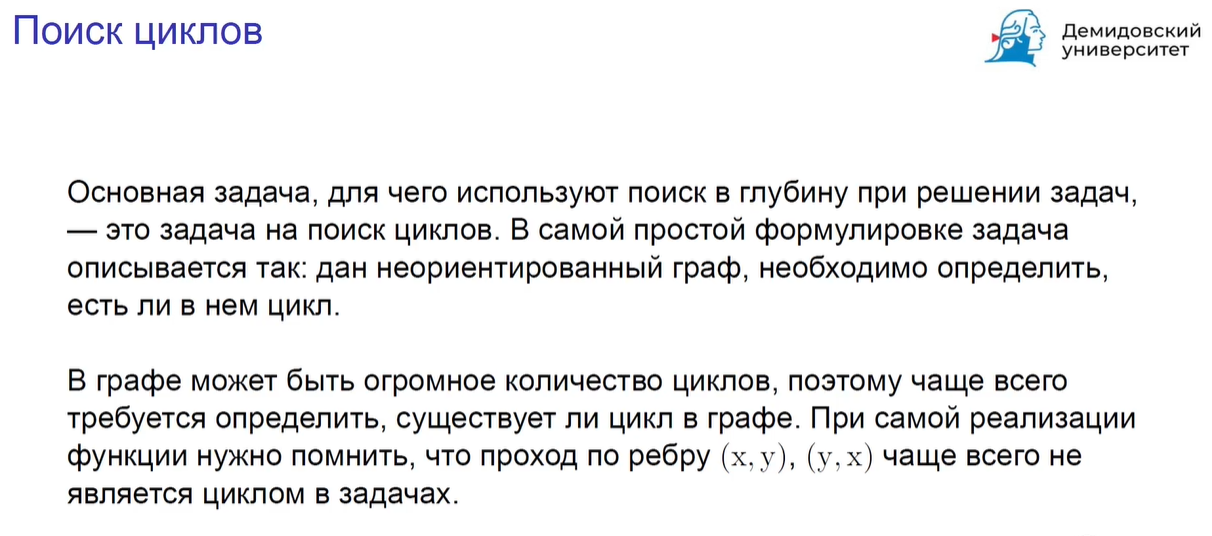 Поиск циклов
Демидовский
университет
Основная задача, для чего используют поиск в глубину при решении задач,
— это задача на поиск циклов. В самой простой формулировке задача
описывается так: дан неориентированный граф, необходимо определить,
есть ли в нем цикл.
В графе может быть огромное количество циклов, поэтому чаще всего
требуется определить, существует ли цикл в графе. При самой реализации
функции нужно помнить, что проход по ребру (x, y), (y, x) чаще всего не
является циклом в задачах.